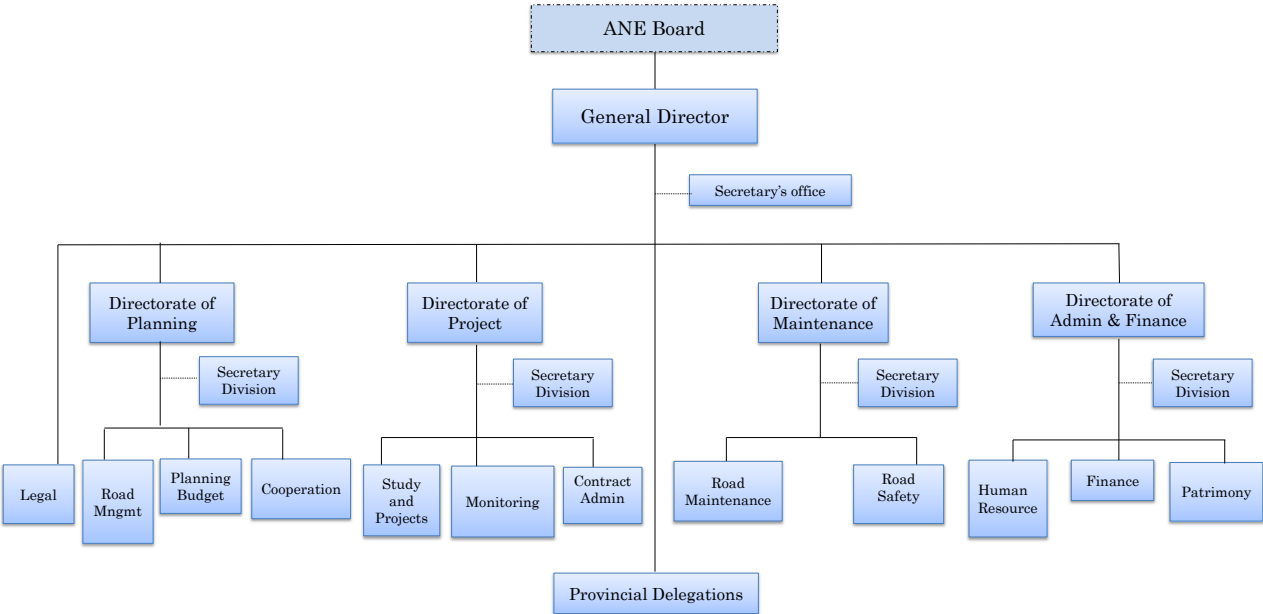 ANE Board
General Director
Secretary’s office
Directorate of
Planning
Directorate of
Project
Directorate of
Maintenance
Directorate of
Admin & Finance
Secretary
Division
Secretary
Division
Secretary
Division
Secretary
Division
Legal
Road
Mngmt
Planning
Budget
Cooperation
Study
and
Projects
Monitoring
Contract
Admin
Road
Maintenance
Road
Safety
Human
Resource
Finance
Patrimony
Provincial Delegations